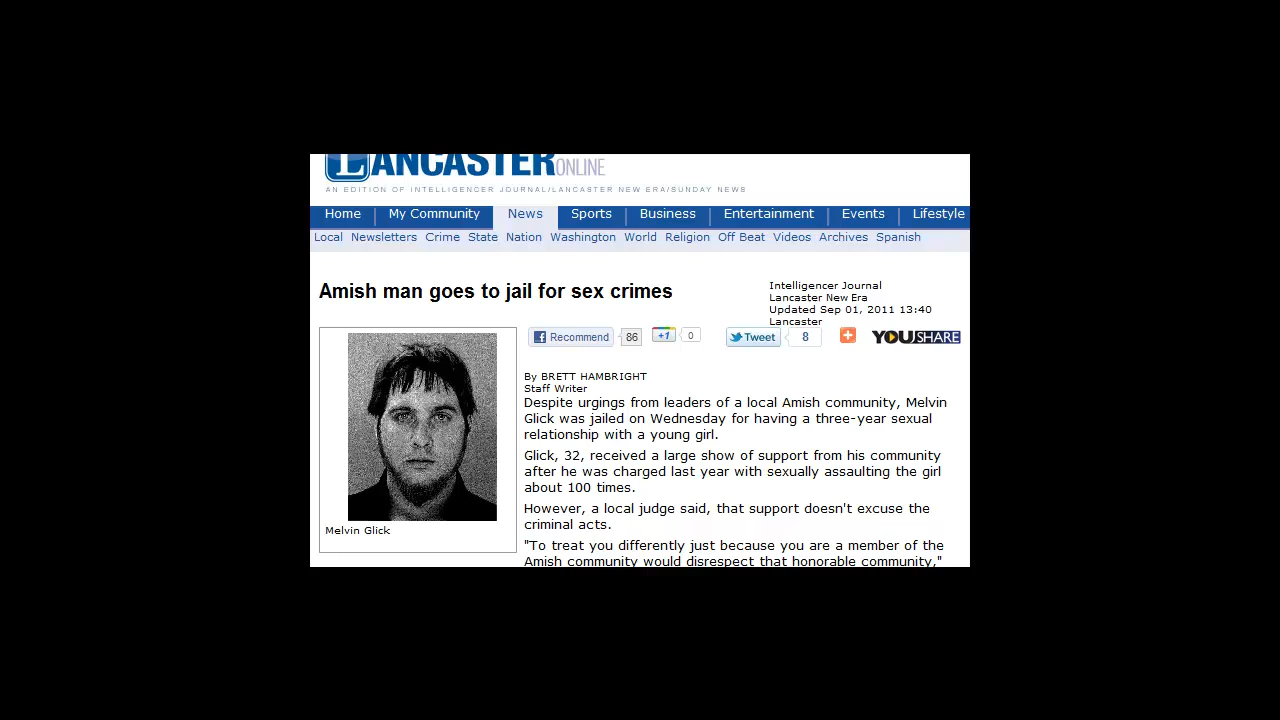 LANCASTER ONLINE
AN EDITION OF INTELLIGENCER JOURNAL/LANCASTER NEW ERA/SUNDAY NEWS
Home My Community News Sports Business Entertainment Events Lifestyle
Local Newsletters Crime State Nation Washington World Religion Off Beat Videos Archives Spanish
Amish man goes to jail for sex crimes
Intelligencer Journal
Lancaster New Era
Updated Sep 01, 2011 13:40
Lancaster
Recommend 86 +1 0 Tweet 8 YOUSHARE
By BRETT HAMBRIGHT
Staff Writer
Despite urgings from leaders of a local Amish community, Melvin
Glick was jailed on Wednesday for having a three-year sexual
relationship with a young girl.
Glick, 32, received a large show of support from his community
after he was charged last year with sexually assaulting the girl
about 100 times.
However, a local judge said, that support doesn't excuse the
criminal acts.
"To treat you differently just because you are a member of the
Amish community would disrespect that honorable community,"
Melvin Glick